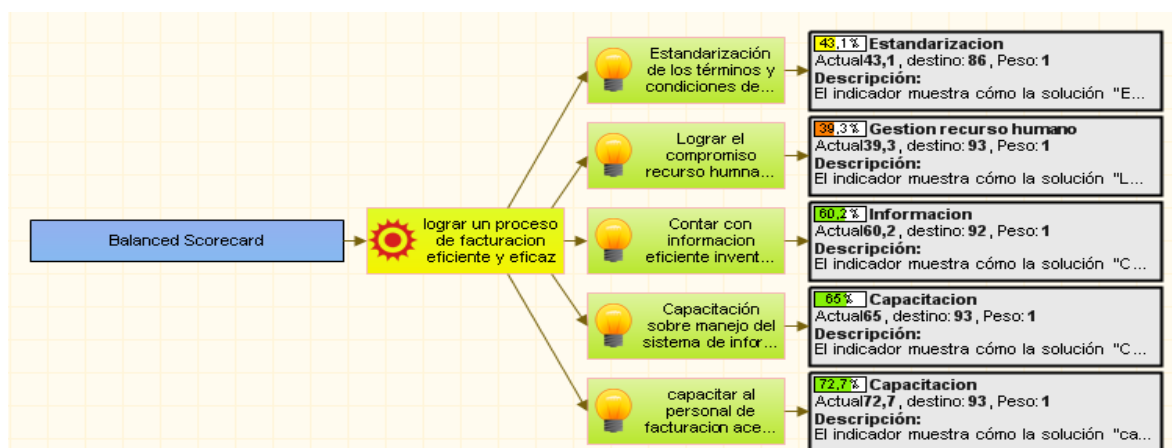 Balanced Scorecard
lograr un proceso
de facturacion
eficiente y eficaz
Estandarización
de los términos y
condiciones de...
43,1% Estandarizacion
Actual43,1, destino: 86, Peso: 1
Descripción:
El indicador muestra cómo la solución "E...
Lograr el
compromiso
recurso humna...
39,3% Gestion recurso humano
Actual39,3, destino: 93, Peso: 1
Descripción:
El indicador muestra cómo la solución "L...
Contar con
informacion
eficiente invent...
60,2% Informacion
Actual60,2, destino: 92, Peso: 1
Descripción:
El indicador muestra cómo la solución "C...
Capacitación
sobre manejo del
sistema de infor...
65% Capacitacion
Actual65, destino: 93, Peso: 1
Descripción:
El indicador muestra cómo la solución "C...
capacitar al
personal de
facturacion ace...
72,7% Capacitacion
Actual72,7, destino: 93, Peso: 1
Descripción:
El indicador muestra cómo la solución "ca...